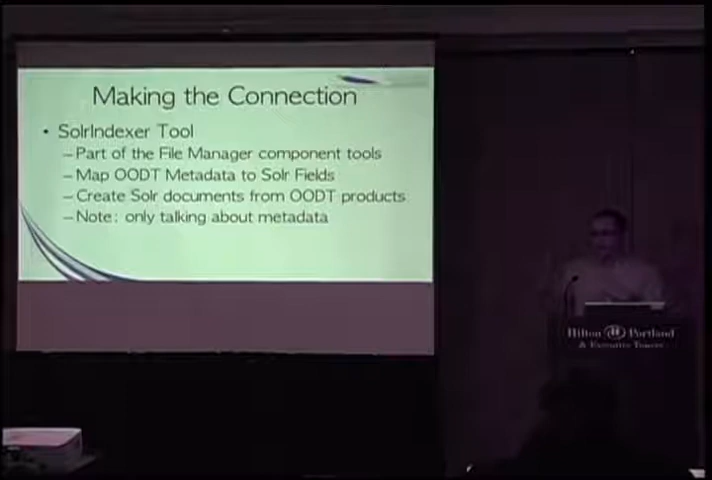 Making the Connection
• SolrIndexer Tool
– Part of the File Manager component tools
– Map OODT Metadata to Solr Fields
– Create Solr documents from OODT products
– Note: only talking about metadata
Hilton H Portland
& Executive Tower